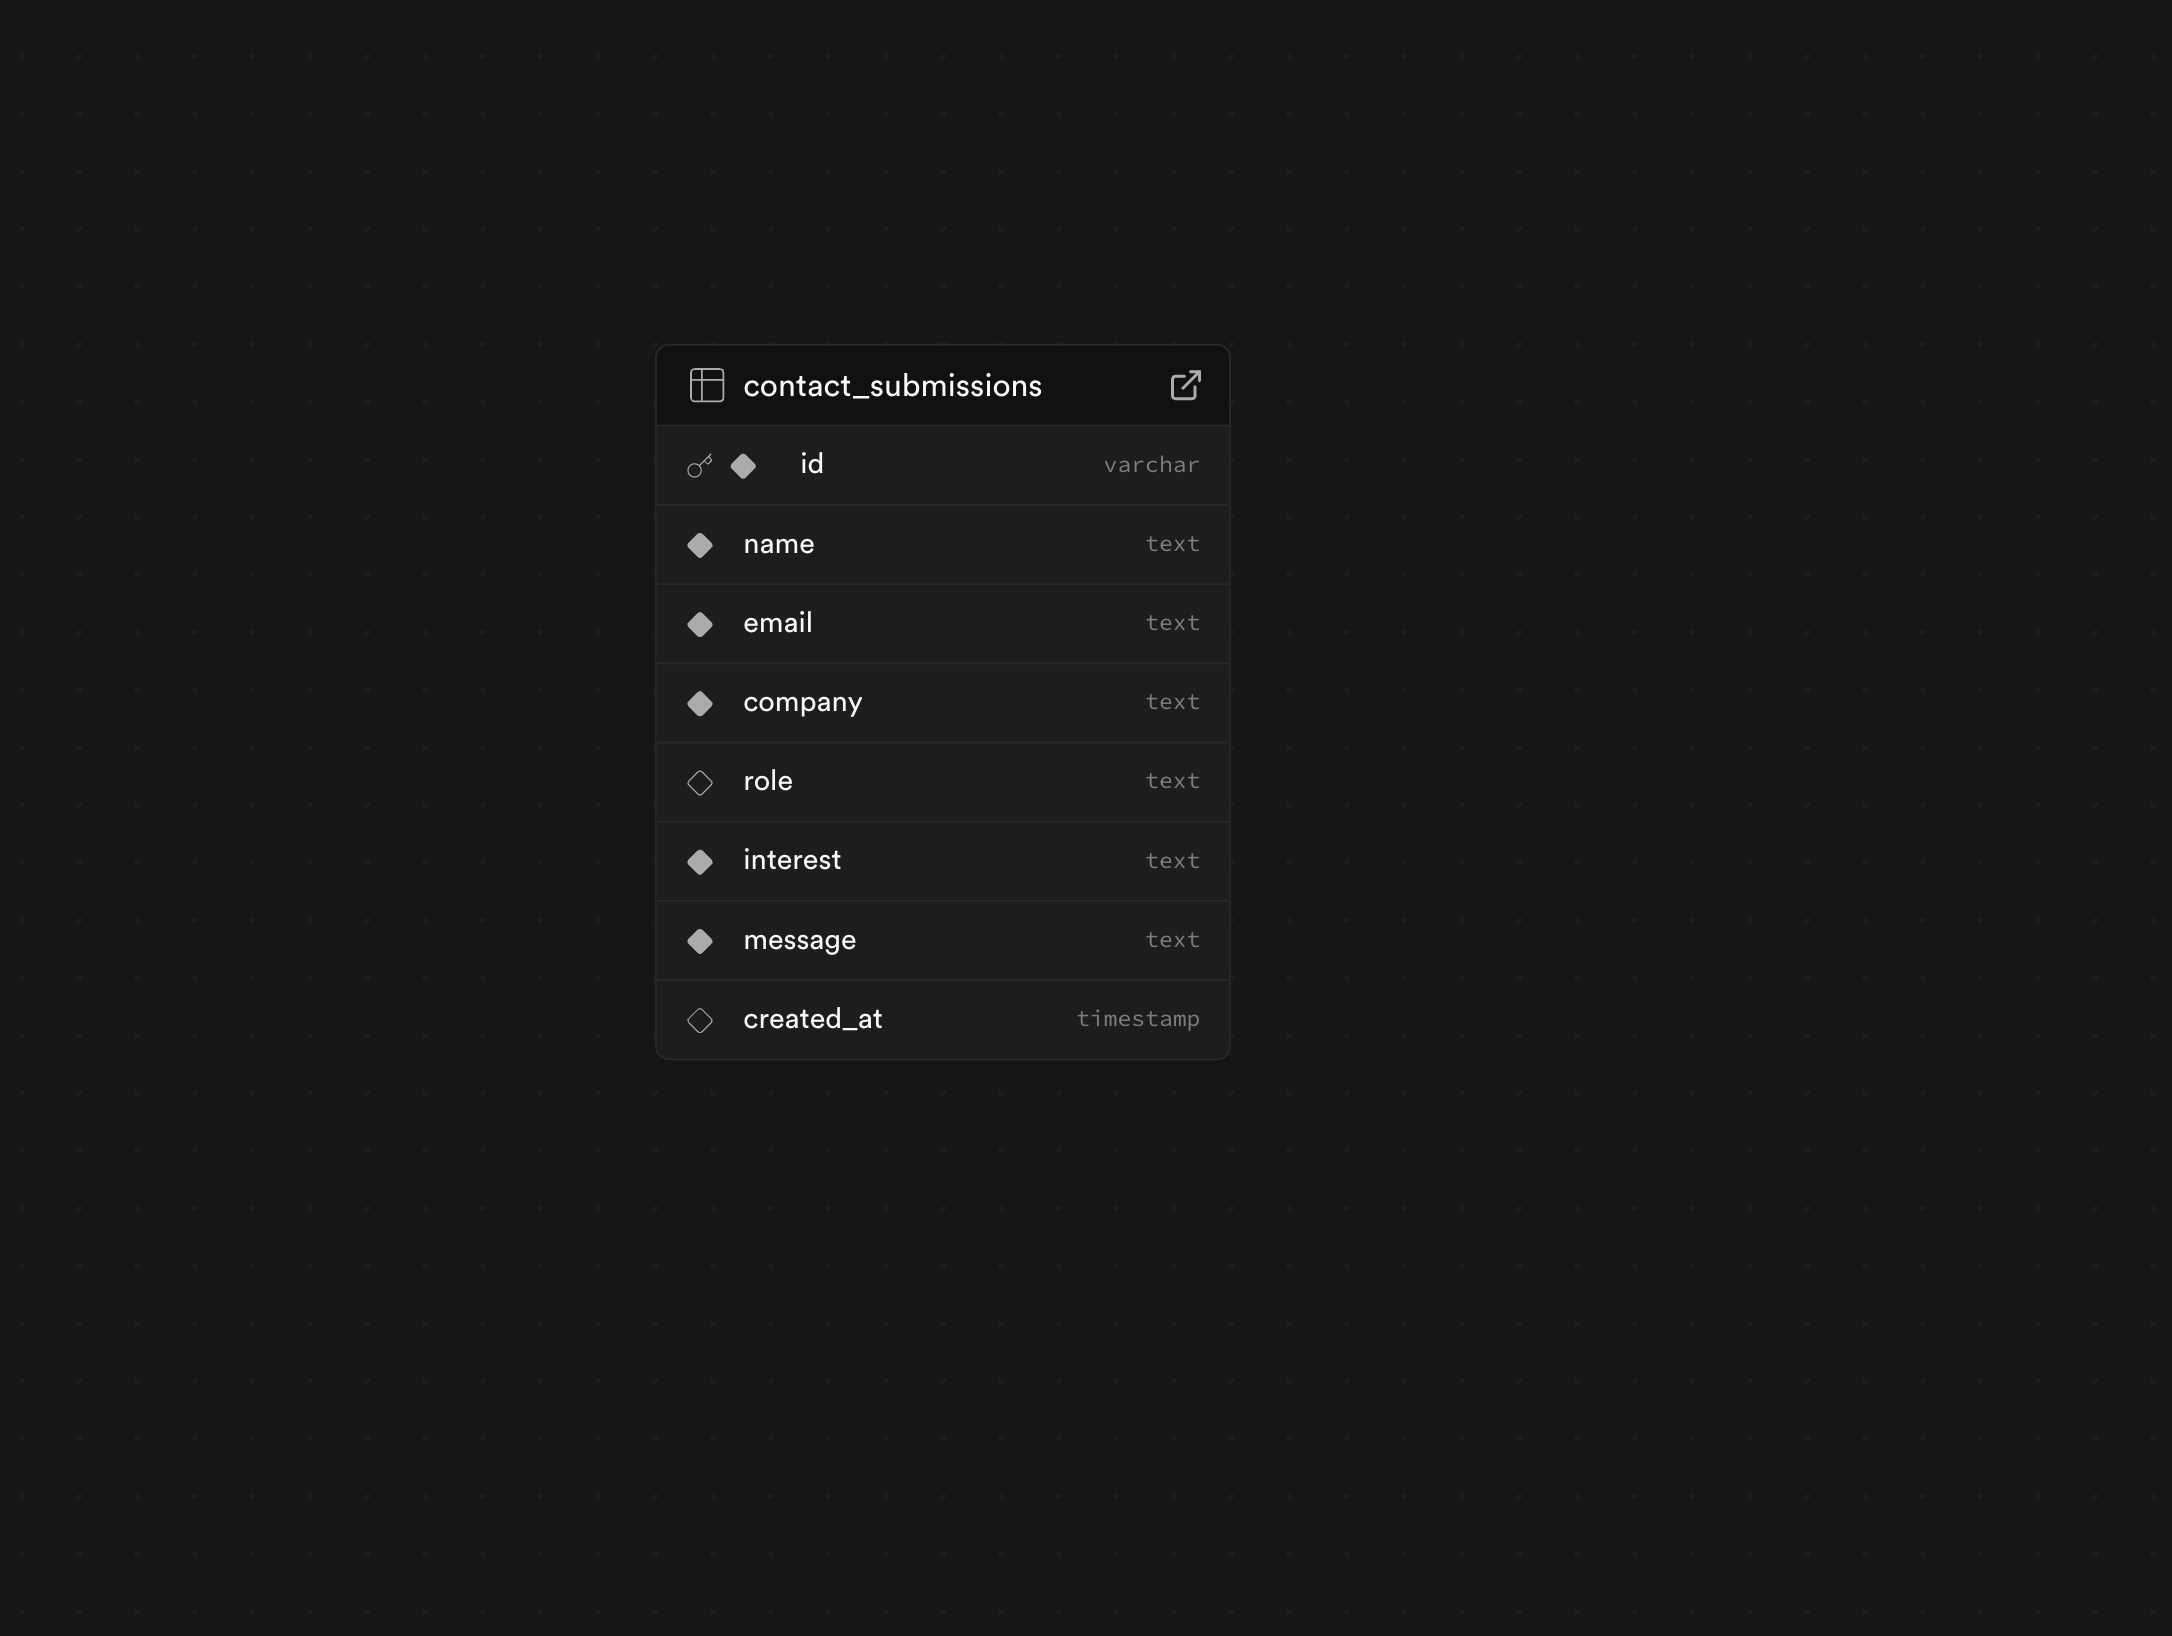 contact_submissions
id varchar
name text
email text
company text
role text
interest text
message text
created_at timestamp